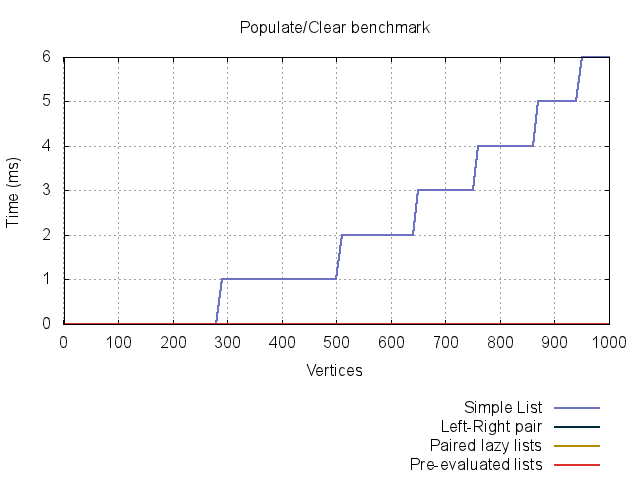 Populate/Clear benchmark
6
5
4
3
2
1
0
Time (ms)
0 100 200 300 400 500 600 700 800 900 1000
Vertices
Simple List
Left-Right pair
Paired lazy lists
Pre-evaluated lists